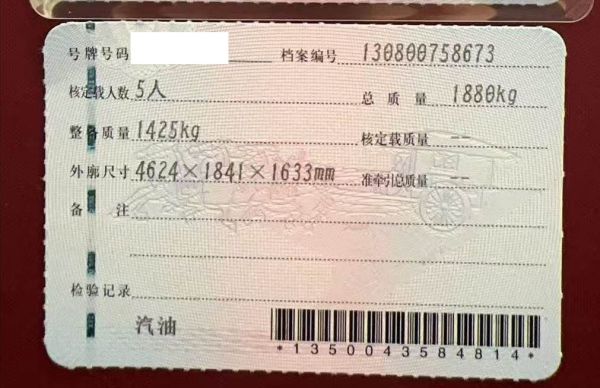 号牌号码 档案编号 130800758673
核定载人数 5人 总质量 1880kg
整备质量 1425kg 核定载质量 --
外廓尺寸 4624×1841×1633mm 准牵引总质量 --
备注
检验记录
汽油
*1350043584814*